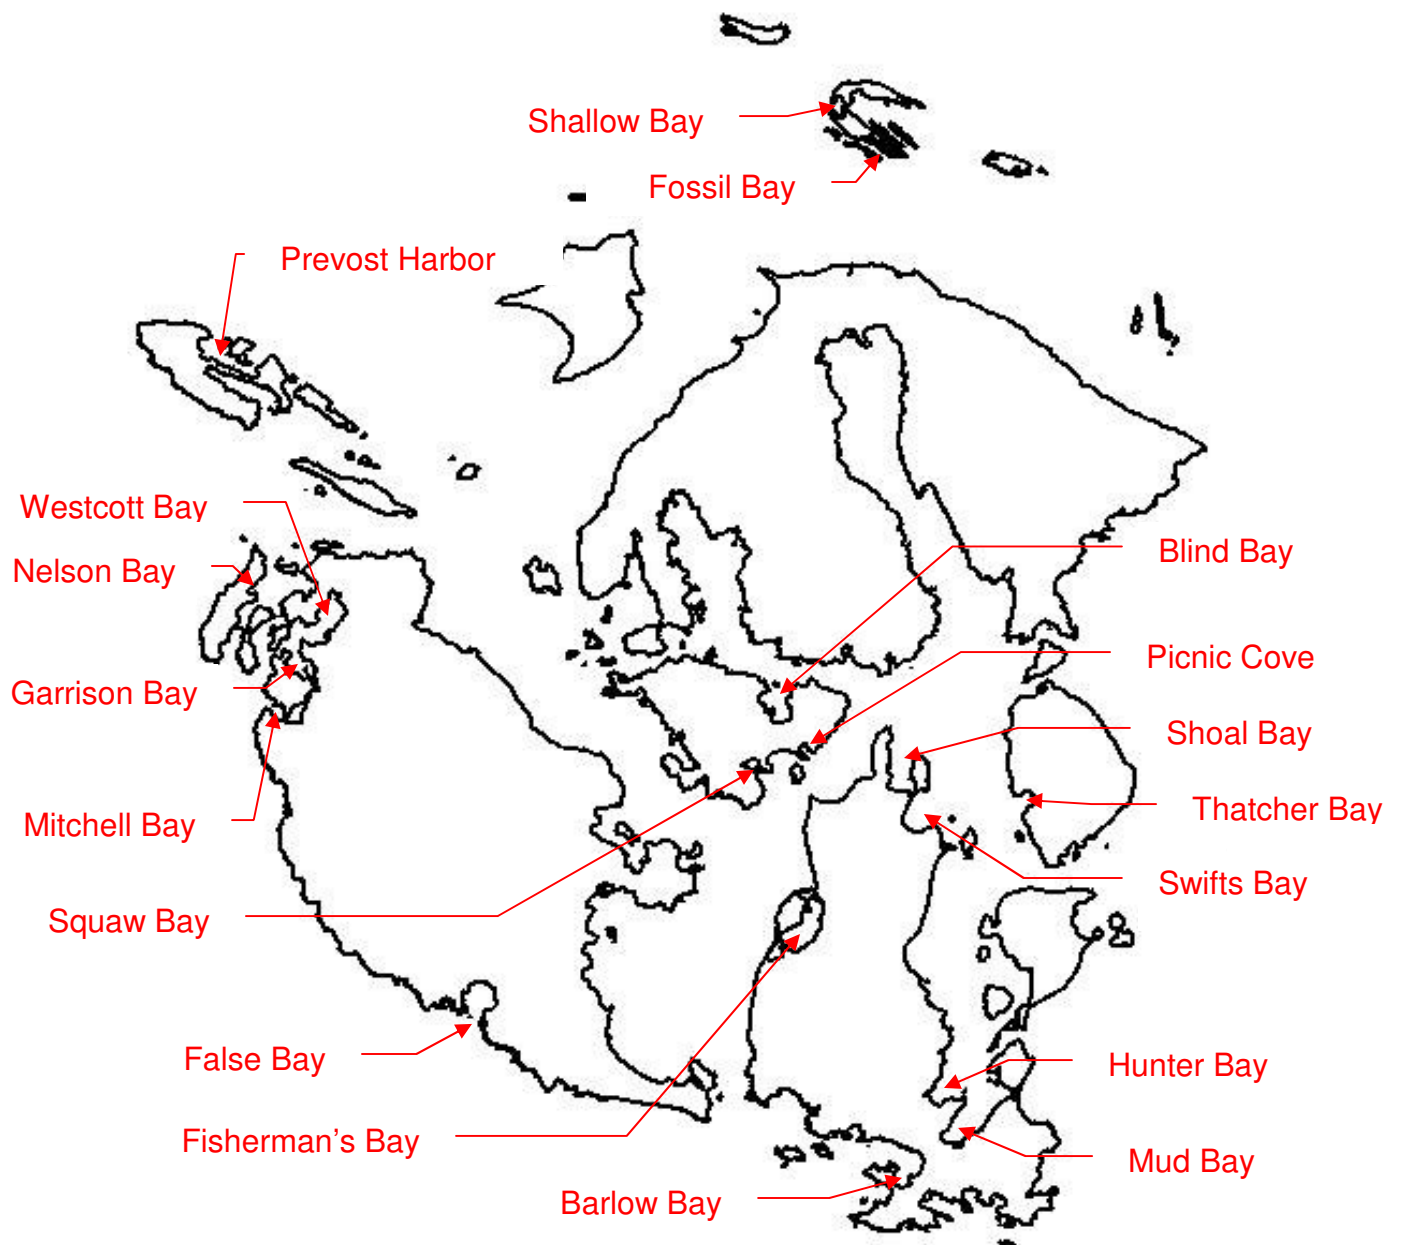 Shallow Bay
Fossil Bay
Prevost Harbor
Westcott Bay
Blind Bay
Nelson Bay
Picnic Cove
Garrison Bay
Shoal Bay
Thatcher Bay
Mitchell Bay
Swifts Bay
Squaw Bay
False Bay
Hunter Bay
Fisherman’s Bay
Mud Bay
Barlow Bay